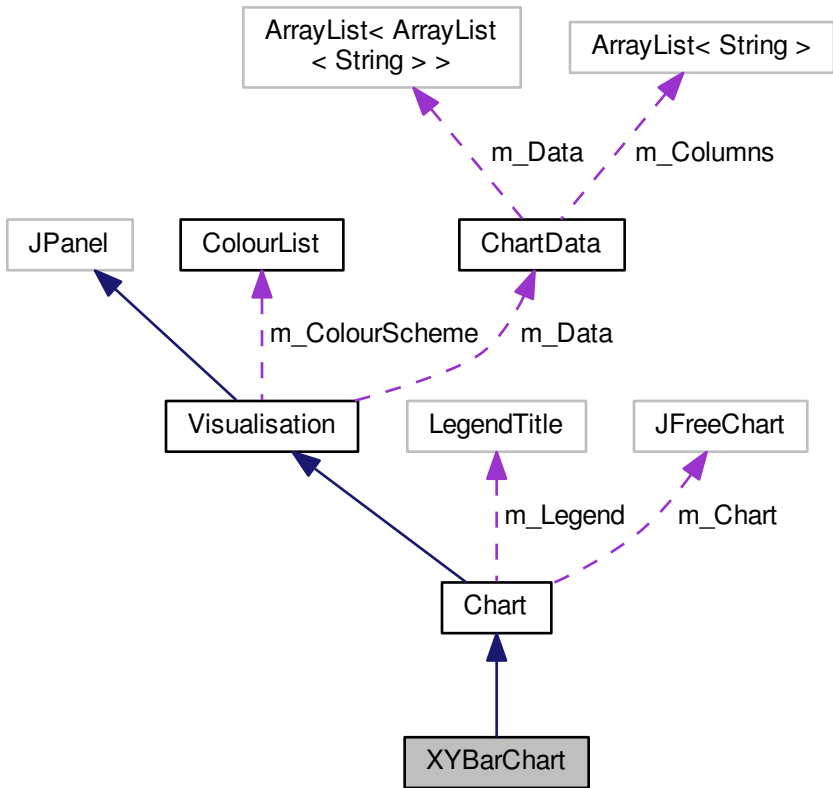 ArrayList< ArrayList
< String > >
ArrayList< String >
m_Data
m_Columns
JPanel
ColourList
ChartData
m_ColourScheme
m_Data
Visualisation
LegendTitle
JFreeChart
m_Legend
m_Chart
Chart
XYBarChart